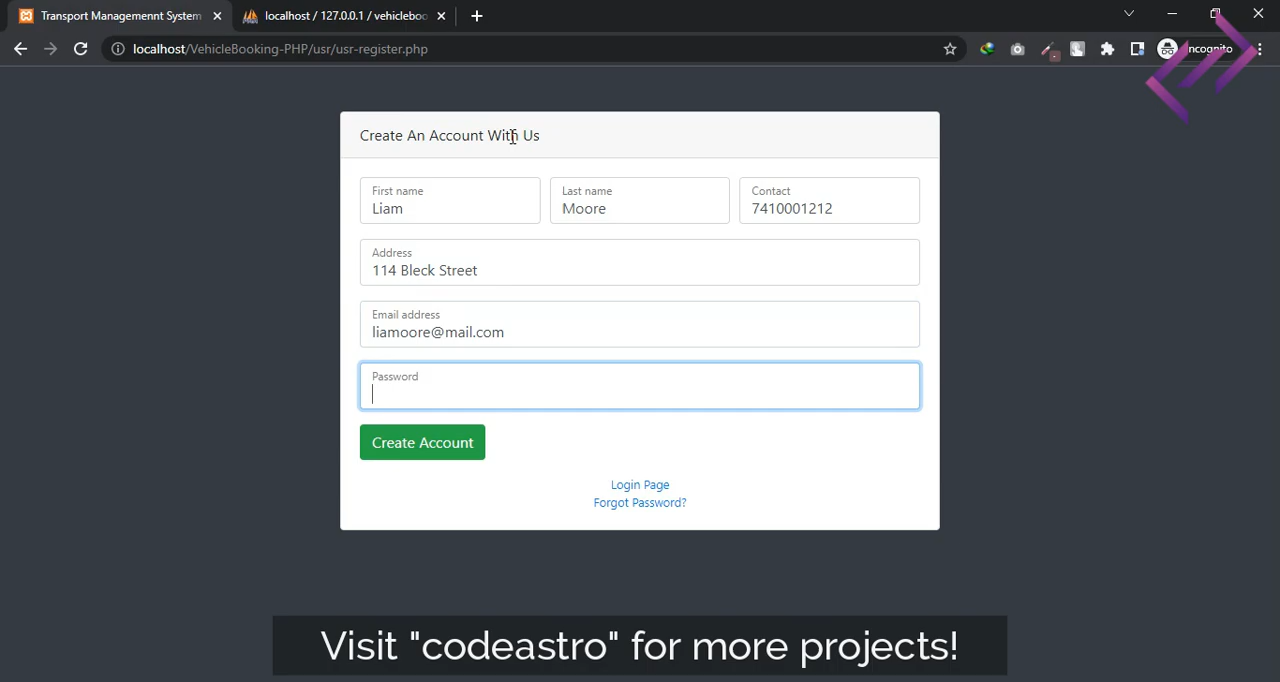 Transport Managemennt System
localhost / 127.0.0.1 / vehicleboo
localhost/VehicleBooking-PHP/usr/usr-register.php
Incognito
Create An Account With Us
First name
Liam
Last name
Moore
Contact
7410001212
Address
114 Bleck Street
Email address
liamoore@mail.com
Password
Create Account
Login Page
Forgot Password?
Visit "codeastro" for more projects!